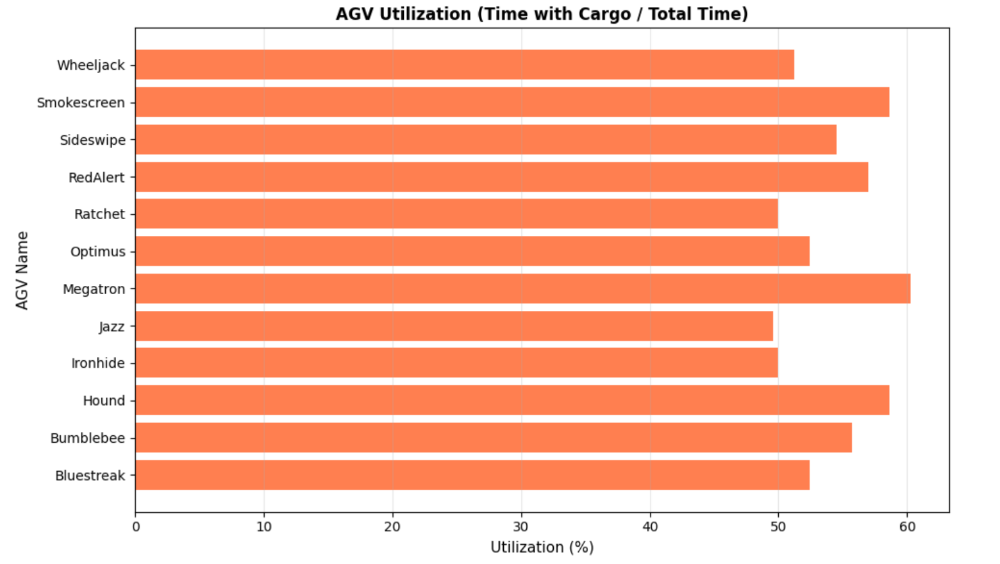 AGV Utilization (Time with Cargo / Total Time)
AGV Name
Wheeljack
Smokescreen
Sideswipe
RedAlert
Ratchet
Optimus
Megatron
Jazz
Ironhide
Hound
Bumblebee
Bluestreak
0 10 20 30 40 50 60
Utilization (%)